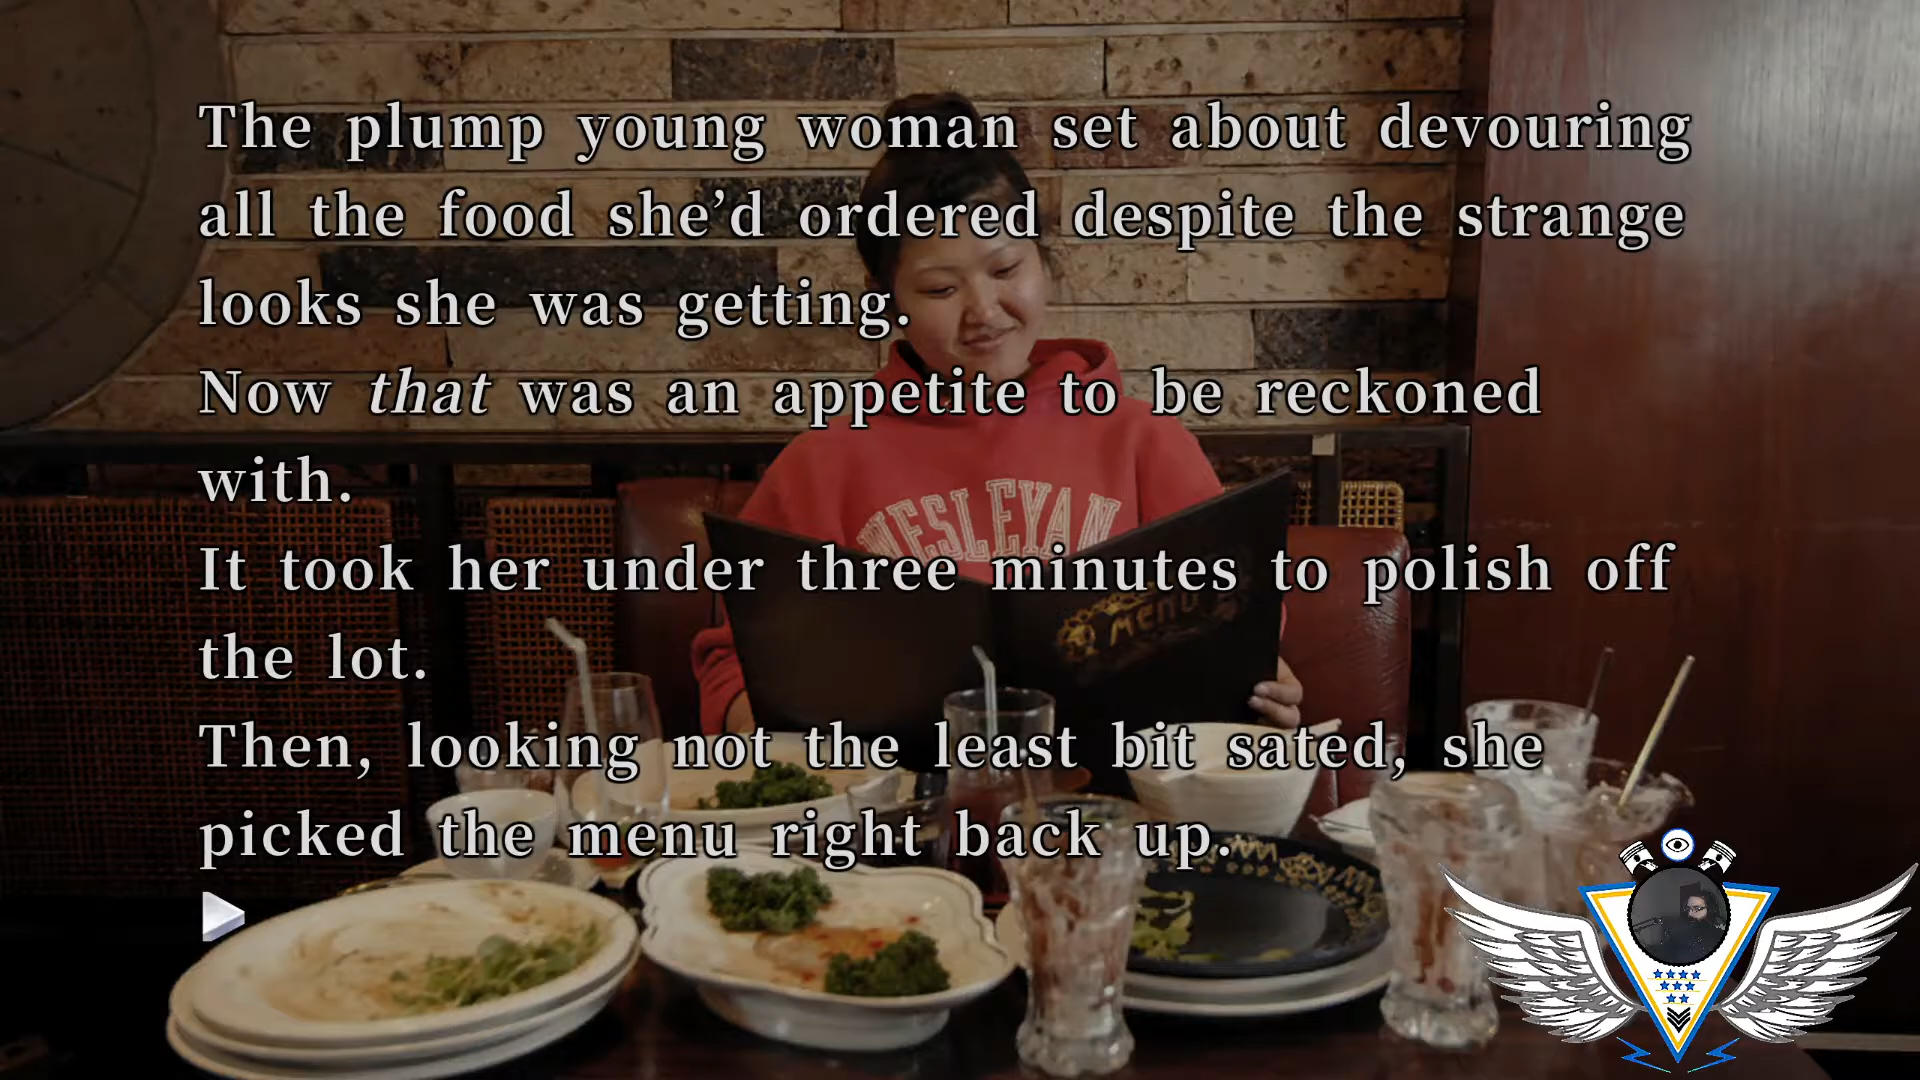 The plump young woman set about devouring
all the food she’d ordered despite the strange
looks she was getting.
Now that was an appetite to be reckoned
with.
It took her under three minutes to polish off
the lot.
Then, looking not the least bit sated, she
picked the menu right back up.
WESLEYAN
MENU